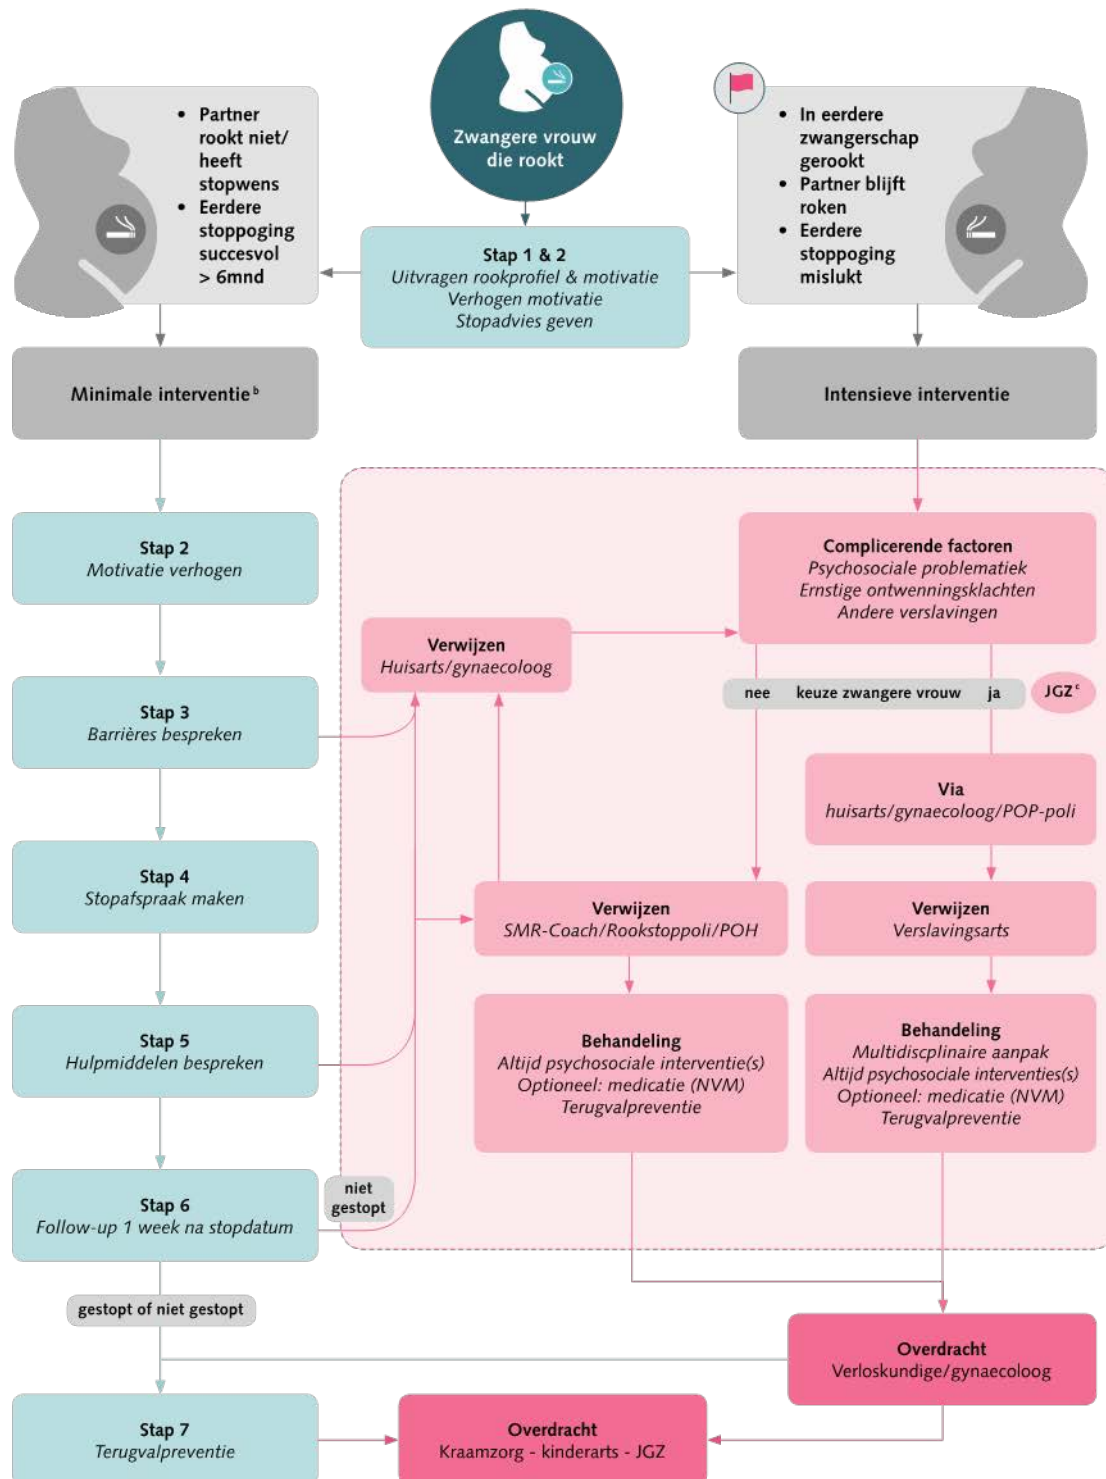 Zwangere vrouw
die rookt
• Partner
rookt niet/
heeft
stopwens
• Eerdere
stoppoging
succesvol
> 6mnd
Stap 1 & 2
Uitvragen rookprofiel & motivatie
Verhogen motivatie
Stopadvies geven
• In eerdere
zwangerschap
gerookt
• Partner blijft
roken
• Eerdere
stoppoging
mislukt
Minimale interventie b
Intensieve interventie
Stap 2
Motivatie verhogen
Complicerende factoren
Psychosociale problematiek
Ernstige ontwenningsklachten
Andere verslavingen
Verwijzen
Huisarts/gynaecoloog
nee keuze zwangere vrouw ja
JGZ c
Stap 3
Barrières bespreken
Via
huisarts/gynaecoloog/POP-poli
Stap 4
Stopafspraak maken
Verwijzen
SMR-Coach/Rookstoppoli/POH
Verwijzen
Verslavingsarts
Stap 5
Hulpmiddelen bespreken
Behandeling
Altijd psychosociale interventie(s)
Optioneel: medicatie (NVM)
Terugvalpreventie
Behandeling
Multidiscplinaire aanpak
Altijd psychosociale interventies(s)
Optioneel: medicatie (NVM)
Terugvalpreventie
Stap 6
Follow-up 1 week na stopdatum
niet
gestopt
gestopt of niet gestopt
Overdracht
Verloskundige/gynaecoloog
Stap 7
Terugvalpreventie
Overdracht
Kraamzorg - kinderarts - JGZ